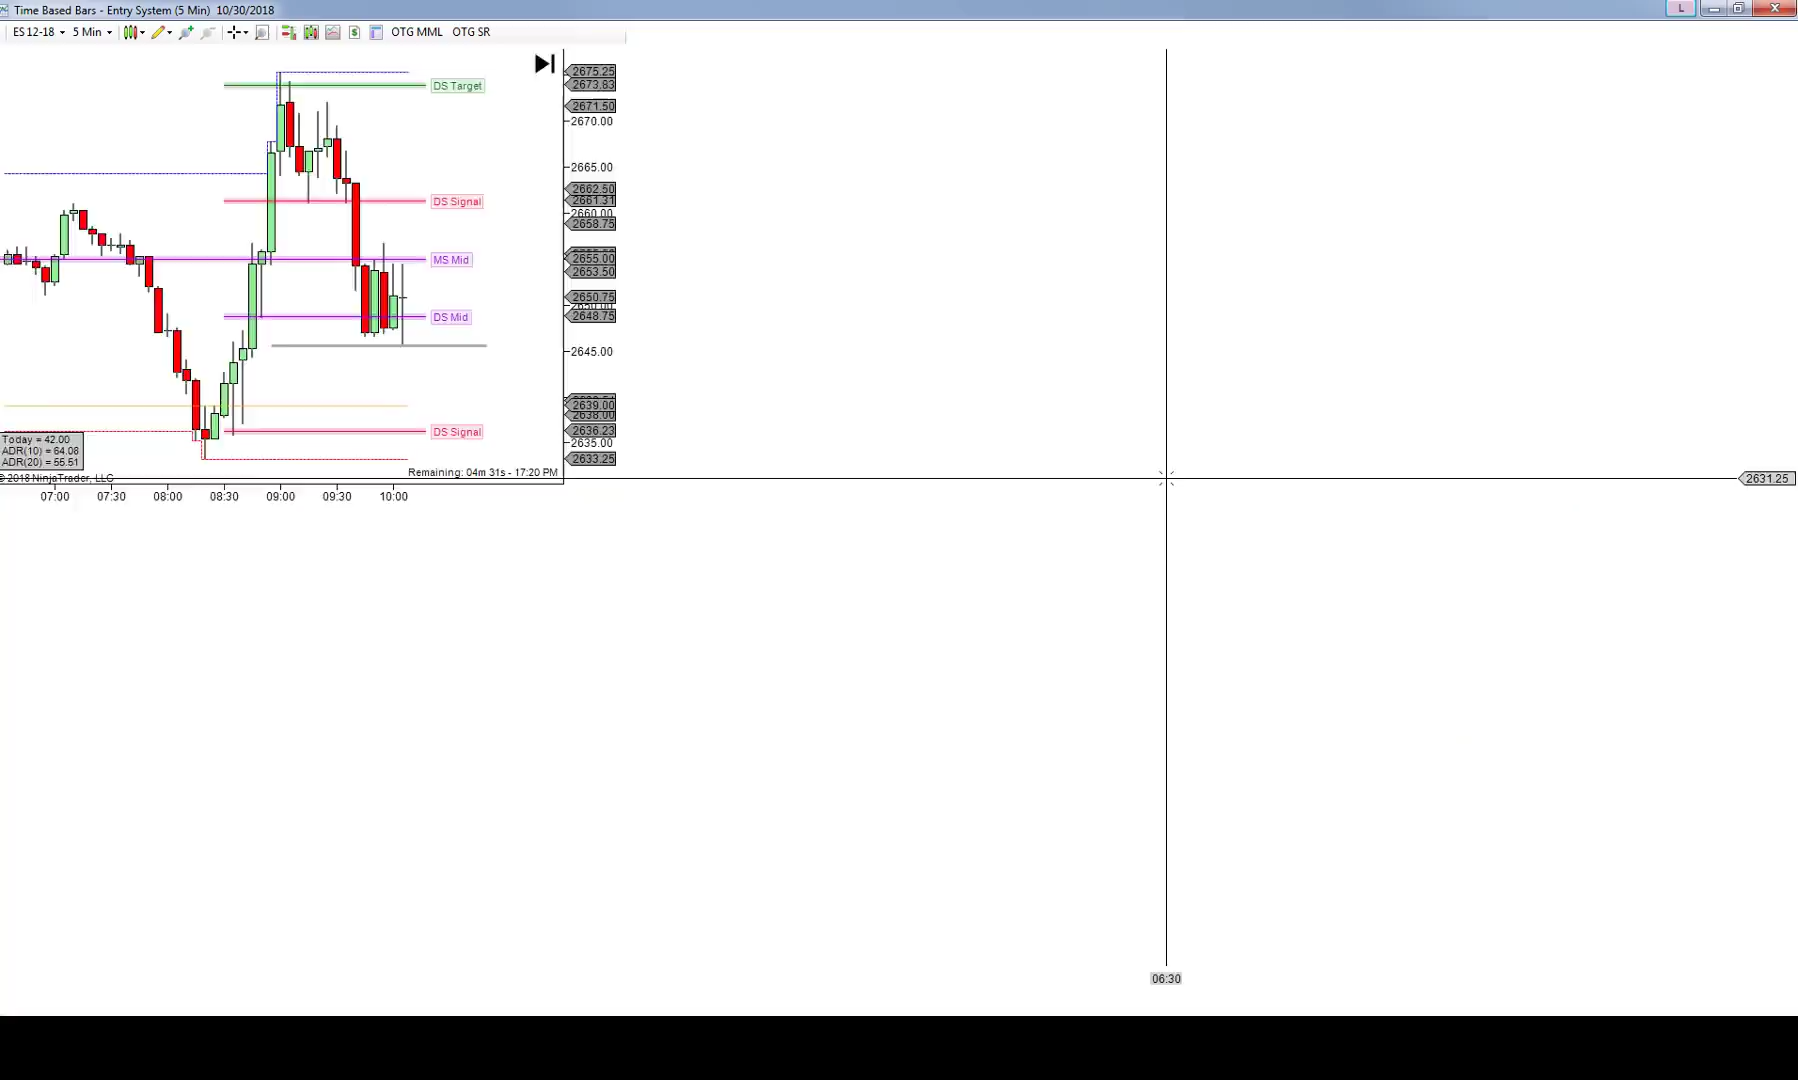 Time Based Bars - Entry System (5 Min)  10/30/2018
L
ES 12-18
5 Min
OTG MML
OTG SR
2675.25
DS Target
2673.83
2671.50
2670.00
2665.00
2662.50
DS Signal
2661.31
2660.00
2658.75
MS Mid
2655.00
2653.50
2650.75
2648.75
DS Mid
2645.00
2639.00
2638.00
DS Signal
2636.23
2635.00
2633.25
Today = 42.00
ADR(10) = 64.08
ADR(20) = 55.51
Remaining: 04m 31s - 17:20 PM
© 2018 NinjaTrader, LLC
2631.25
07:00
07:30
08:00
08:30
09:00
09:30
10:00
06:30